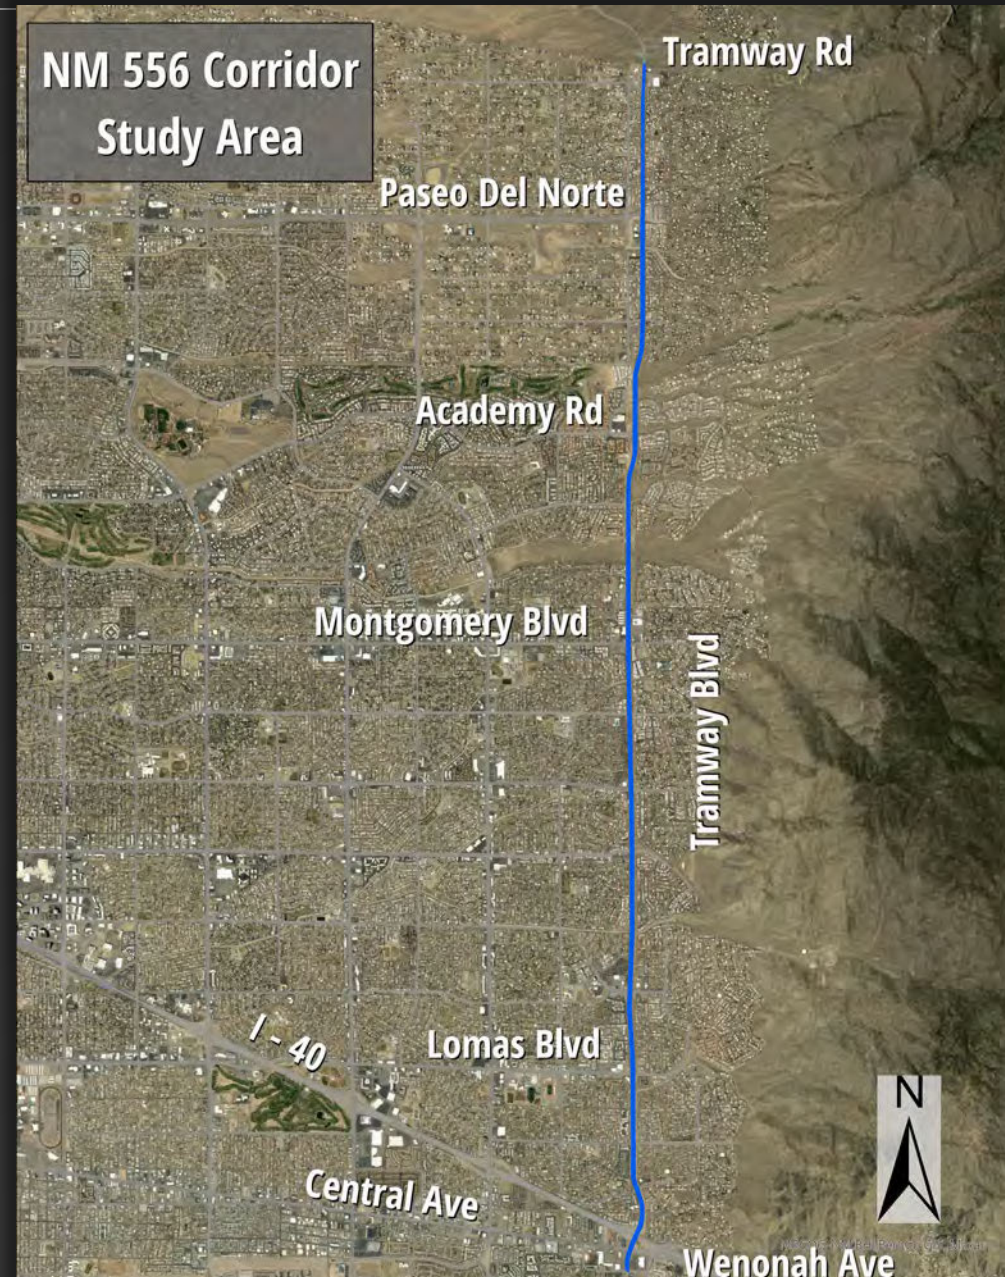 NM 556 Corridor
Study Area
Tramway Rd
Paseo Del Norte
Academy Rd
Montgomery Blvd
Tramway Blvd
I - 40
Lomas Blvd
N
Central Ave
Wenonah Ave